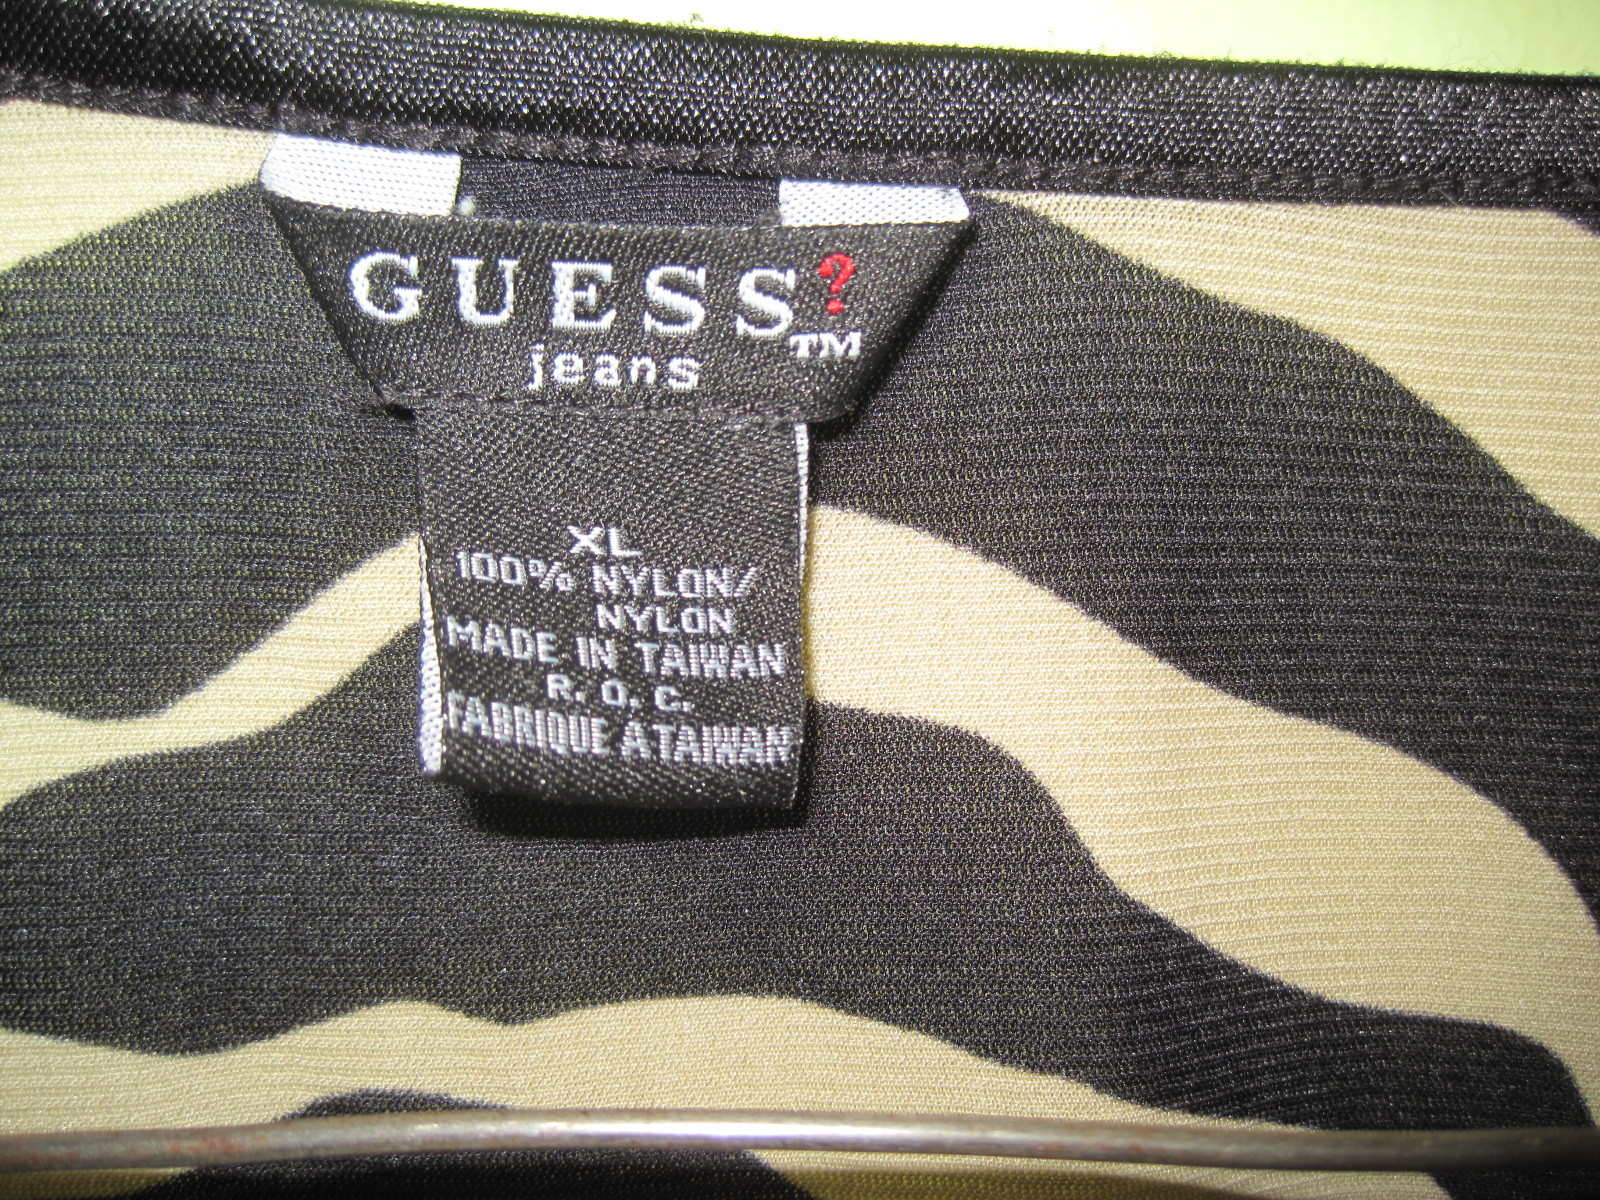 GUESS?
TM
jeans
XL
100% NYLON/
NYLON
MADE IN TAIWAN
R. O. C.
FABRIQUE À TAIWAN